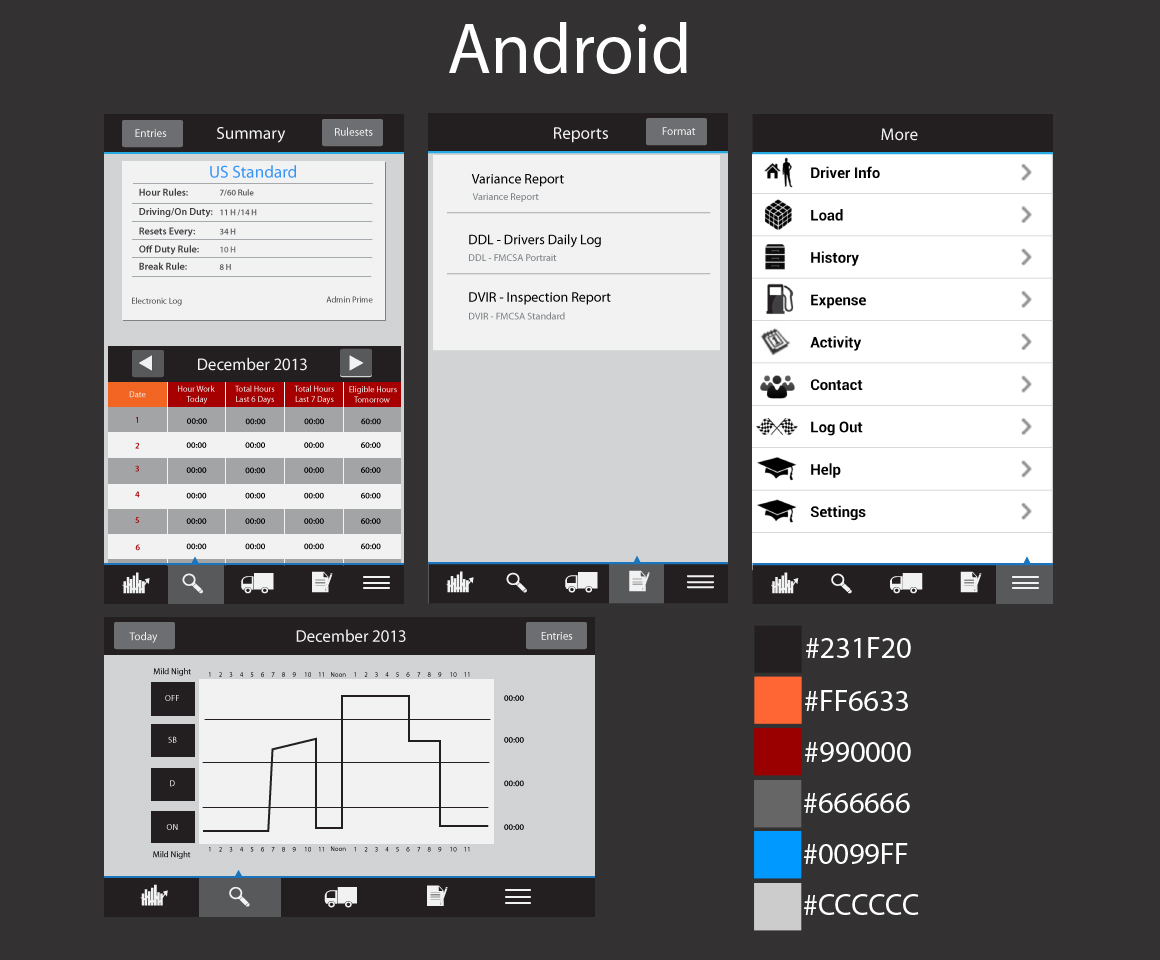 Android
Entries Summary Rulesets
US Standard
Hour Rules: 7/60 Rule
Driving/On Duty: 11 H /14 H
Resets Every: 34 H
Off Duty Rule: 10 H
Break Rule: 8 H
Electronic Log Admin Prime
December 2013
Date Hour Work Today Total Hours Last 6 Days Total Hours Last 7 Days Eligible Hours Tomorrow
1 00:00 00:00 00:00 60:00
2 00:00 00:00 00:00 60:00
3 00:00 00:00 00:00 60:00
4 00:00 00:00 00:00 60:00
5 00:00 00:00 00:00 60:00
6 00:00 00:00 00:00 60:00
Reports Format
Variance Report
Variance Report
DDL - Drivers Daily Log
DDL - FMCSA Portrait
DVIR - Inspection Report
DVIR - FMCSA Standard
More
Driver Info
Load
History
Expense
Activity
Contact
Log Out
Help
Settings
Today December 2013 Entries
Mild Night 1 2 3 4 5 6 7 8 9 10 11 Noon 1 2 3 4 5 6 7 8 9 10 11
OFF 00:00
SB 00:00
D 00:00
ON 00:00
Mild Night 1 2 3 4 5 6 7 8 9 10 11 Noon 1 2 3 4 5 6 7 8 9 10 11
#231F20
#FF6633
#990000
#666666
#0099FF
#CCCCCC